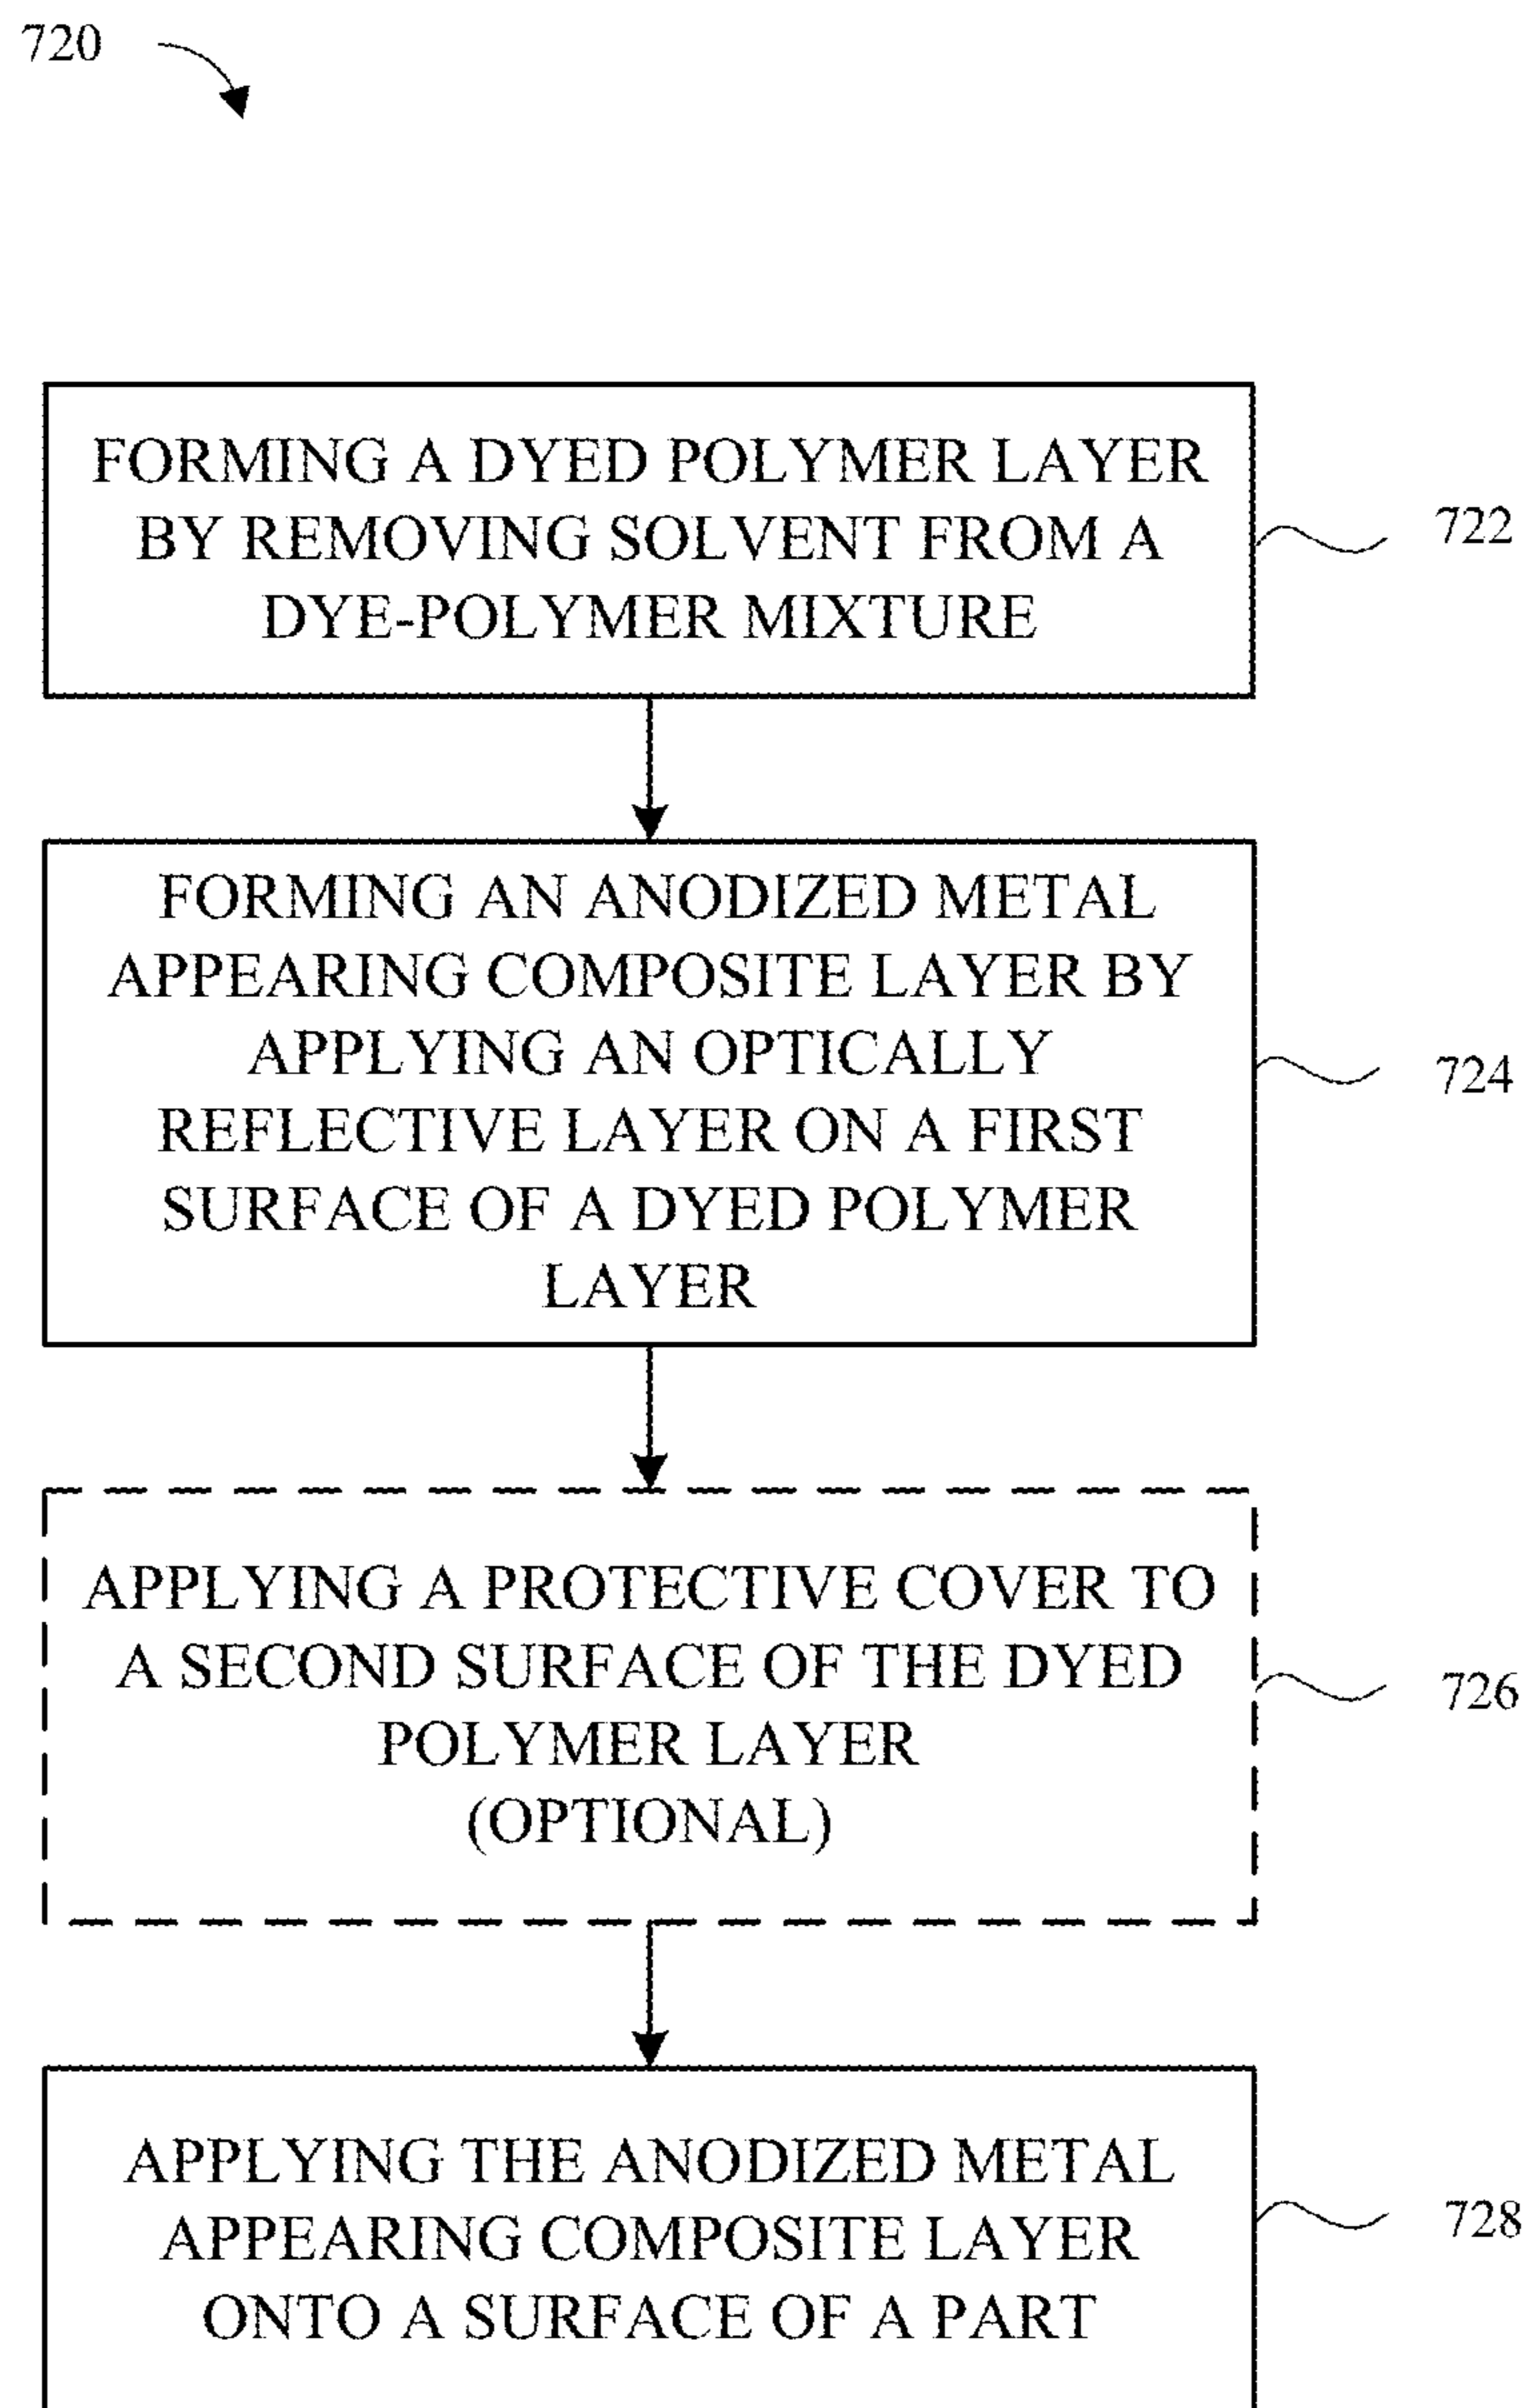 720
FORMING A DYED POLYMER LAYER
BY REMOVING SOLVENT FROM A
DYE-POLYMER MIXTURE
722
FORMING AN ANODIZED METAL
APPEARING COMPOSITE LAYER BY
APPLYING AN OPTICALLY
REFLECTIVE LAYER ON A FIRST
SURFACE OF A DYED POLYMER
LAYER
724
APPLYING A PROTECTIVE COVER TO
A SECOND SURFACE OF THE DYED
POLYMER LAYER
(OPTIONAL)
726
APPLYING THE ANODIZED METAL
APPEARING COMPOSITE LAYER
ONTO A SURFACE OF A PART
728